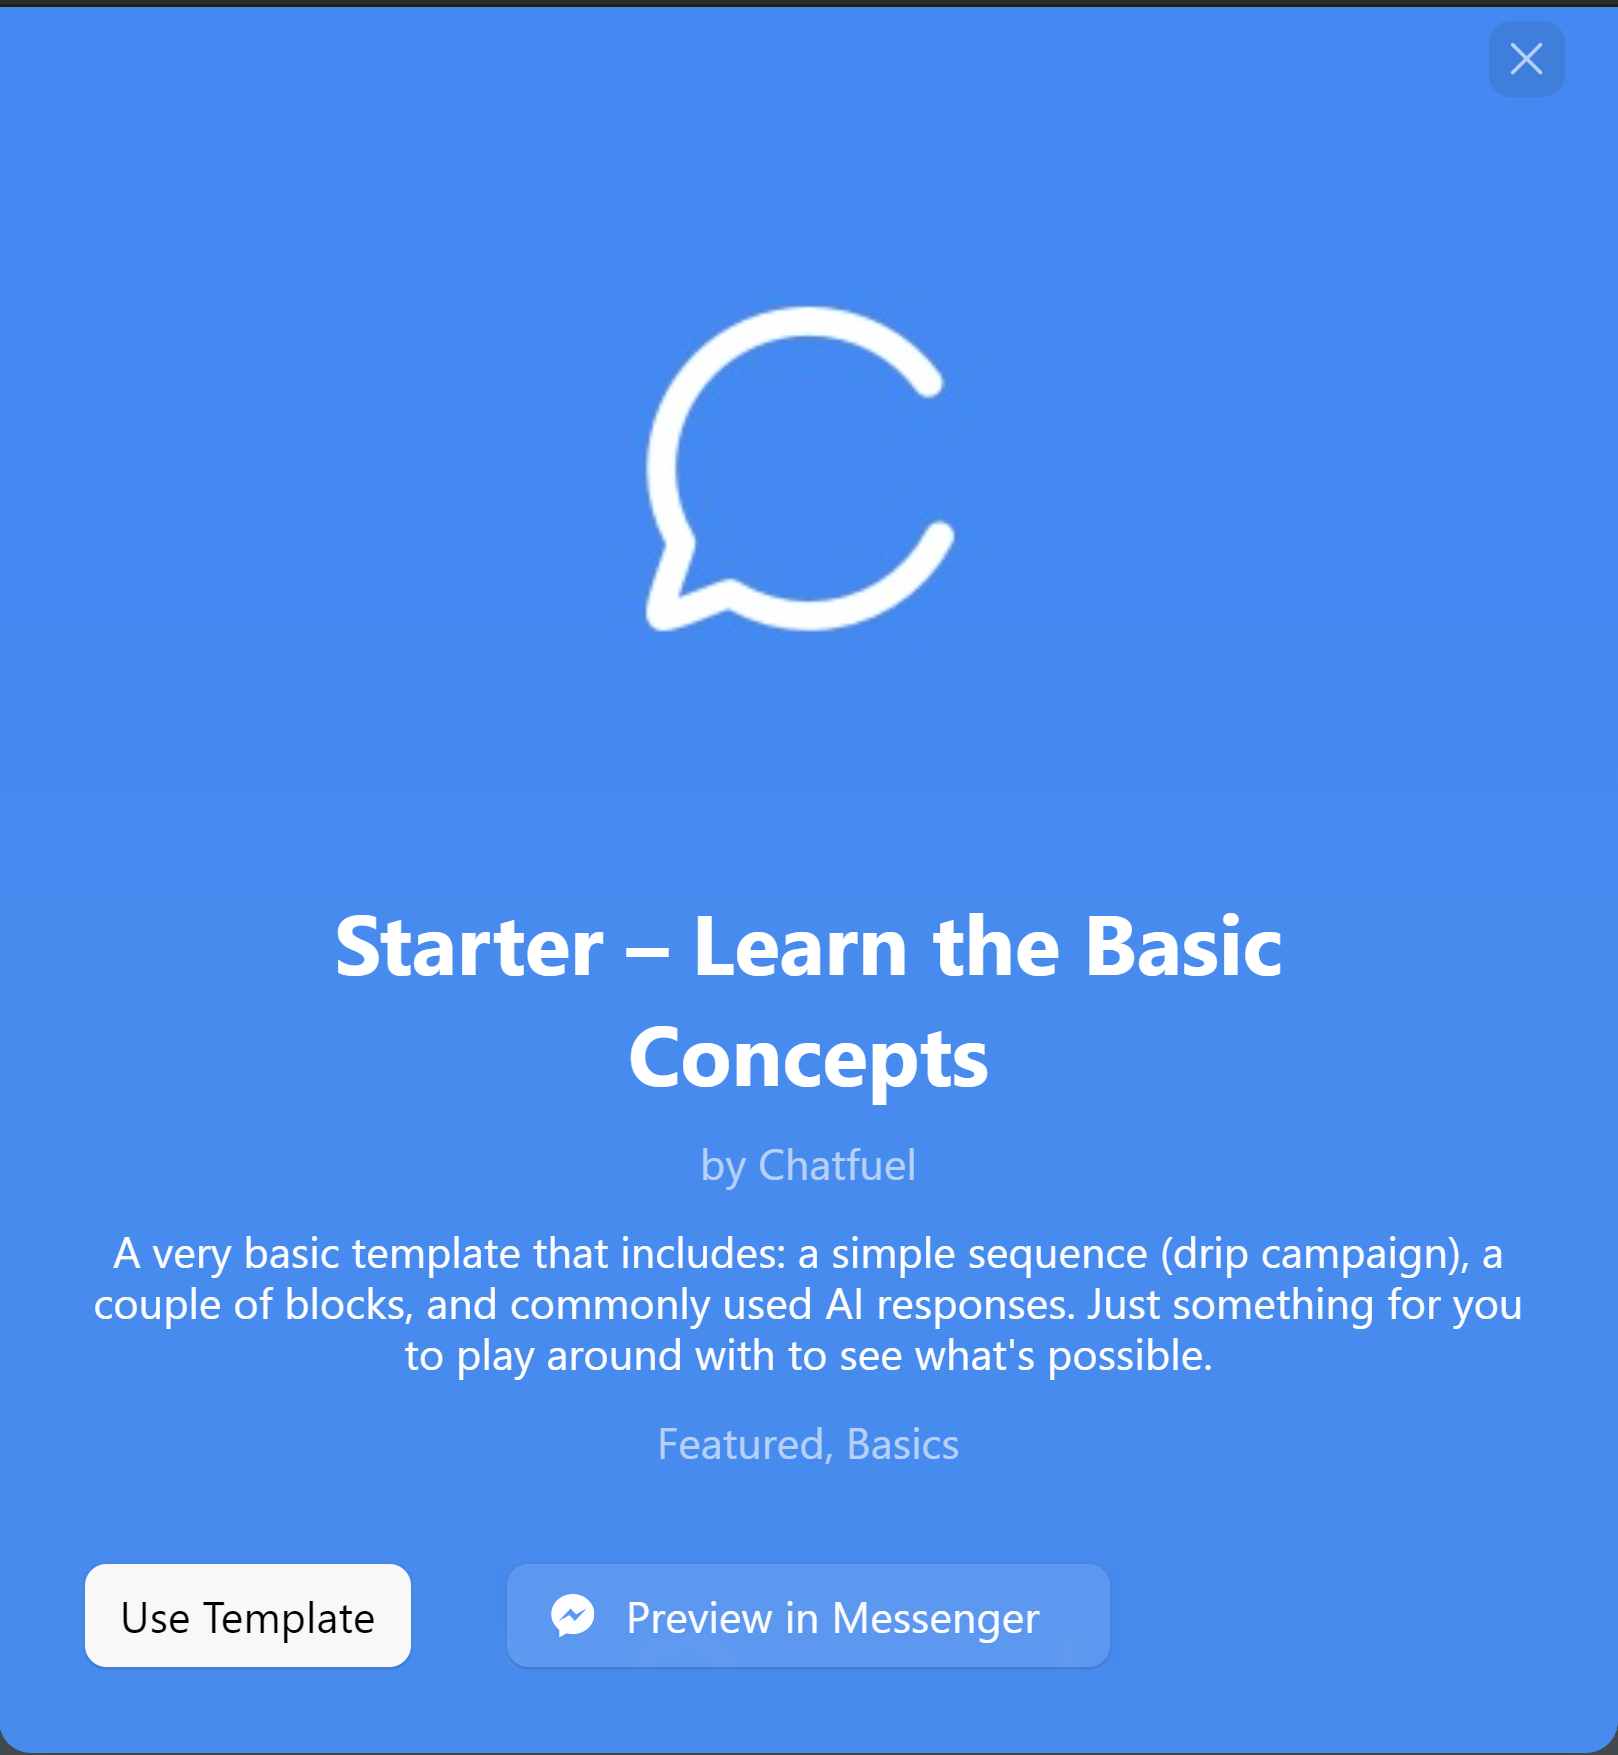 Starter – Learn the Basic
Concepts
by Chatfuel
A very basic template that includes: a simple sequence (drip campaign), a
couple of blocks, and commonly used AI responses. Just something for you
to play around with to see what's possible.
Featured, Basics
Use Template
Preview in Messenger